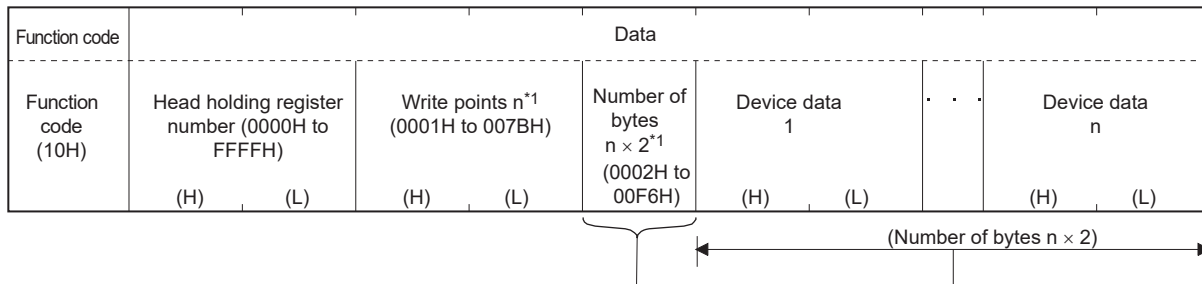 Function code
Data
Function
code
(10H)
Head holding register
number (0000H to
FFFFH)
(H) (L)
Write points n*1
(0001H to 007BH)
(H) (L)
Number of
bytes
n × 2*1
(0002H to
00F6H)
Device data
1
(H) (L)
· · ·
Device data
n
(H) (L)
(Number of bytes n × 2)